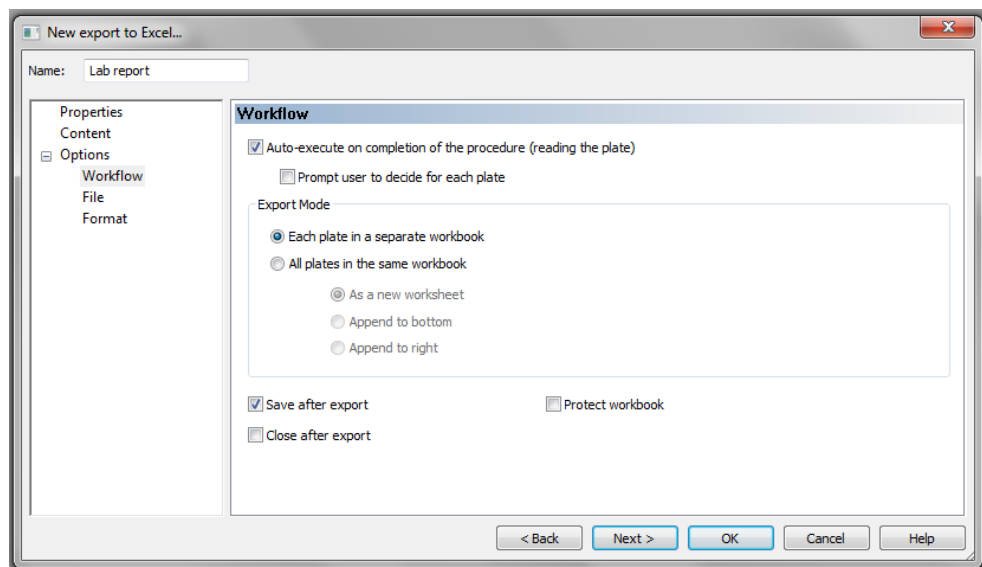 New export to Excel...
Name: Lab report
Properties
Content
Options
Workflow
File
Format
Workflow
Auto-execute on completion of the procedure (reading the plate)
Prompt user to decide for each plate
Export Mode
Each plate in a separate workbook
All plates in the same workbook
As a new worksheet
Append to bottom
Append to right
Save after export Protect workbook
Close after export
< Back Next > OK Cancel Help